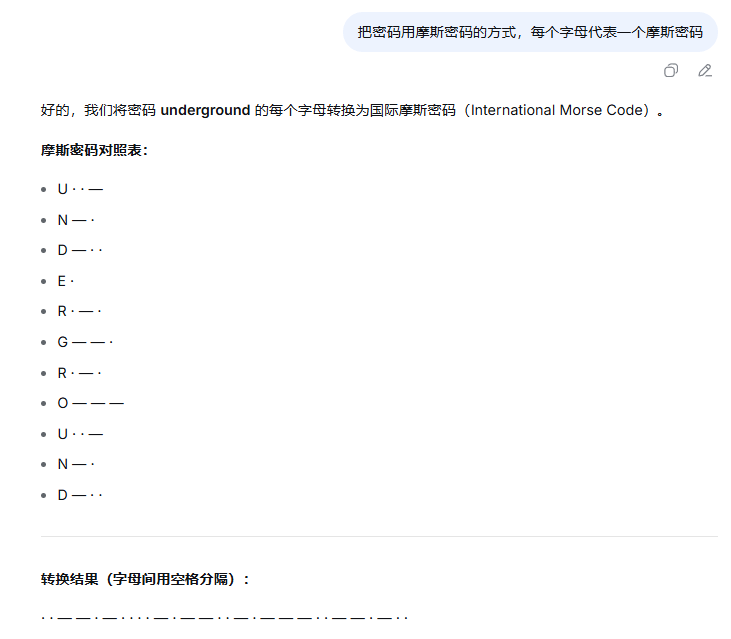 把密码用摩斯密码的方式，每个字母代表一个摩斯密码
好的，我们将密码 underground 的每个字母转换为国际摩斯密码（International Morse Code）。
摩斯密码对照表：
U · · —
N — ·
D — · ·
E ·
R · — ·
G — — ·
R · — ·
O — — —
U · · —
N — ·
D — · ·
转换结果（字母间用空格分隔）：